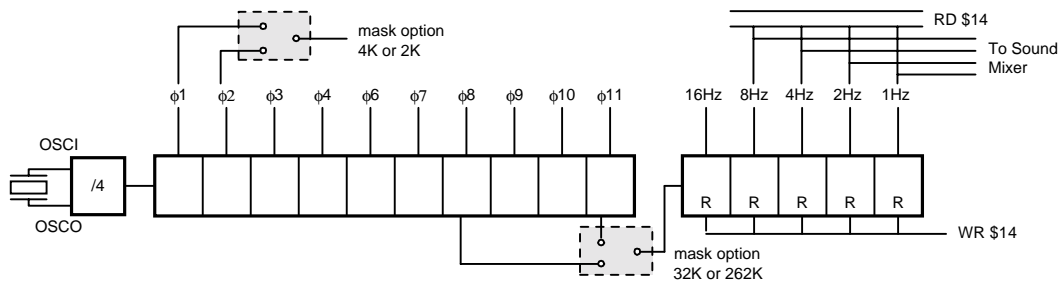 RD $14
mask option
4K or 2K
To Sound
Mixer
ϕ1 ϕ2 ϕ3 ϕ4 ϕ6 ϕ7 ϕ8 ϕ9 ϕ10 ϕ11 16Hz 8Hz 4Hz 2Hz 1Hz
OSCI
/4
R R R R R
OSCO
WR $14
mask option
32K or 262K